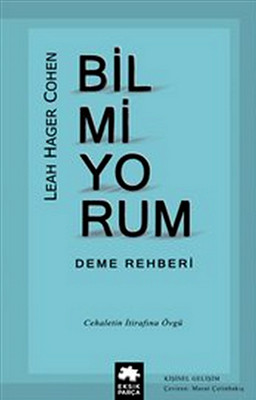 LEAH HAGER COHEN
BİL
Mİ
YO
RUM
DEME REHBERİ
Cehaletin İtirafına Övgü
EKSİK
PARÇA
KİŞİSEL GELİŞİM
Çeviren: Murat Çetinbakış